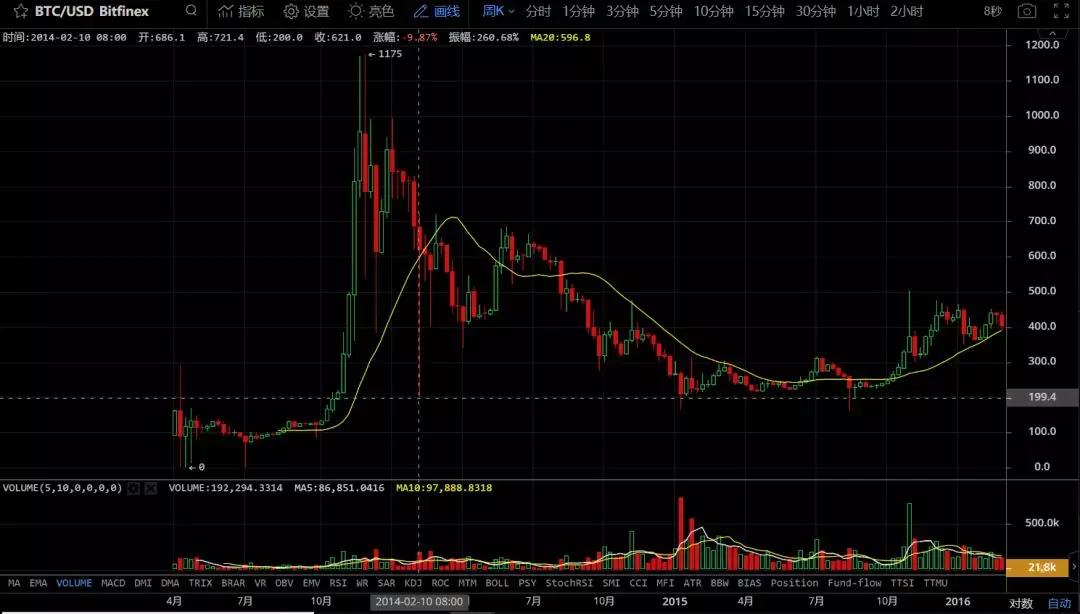 BTC/USD Bitfinex 指标 设置 亮色 画线 周K 分时 1分钟 3分钟 5分钟 10分钟 15分钟 30分钟 1小时 2小时 8秒
时间:2014-02-10 08:00 开:686.1 高:721.4 低:200.0 收:621.0 涨幅:-9.87% 振幅:260.68% MA20:596.8
1200.0
←1175
1100.0
1000.0
900.0
800.0
700.0
600.0
500.0
400.0
300.0
199.4
100.0
←0
0.0
VOLUME(5,10,0,0,0,0) VOLUME:192,294.3314 MA5:86,851.0416 MA10:97,888.8318
500.0k
21.8k
MA EMA VOLUME MACD DMI DMA TRIX BRAR VR OBV EMV RSI WR SAR KDJ ROC MTM BOLL PSY StochRSI SMI CCI MFI ATR BBW BIAS Position Fund-flow TTSI TTMU
4月 7月 10月 2014-02-10 08:00 7月 10月 2015 4月 7月 10月 2016 对数 自动